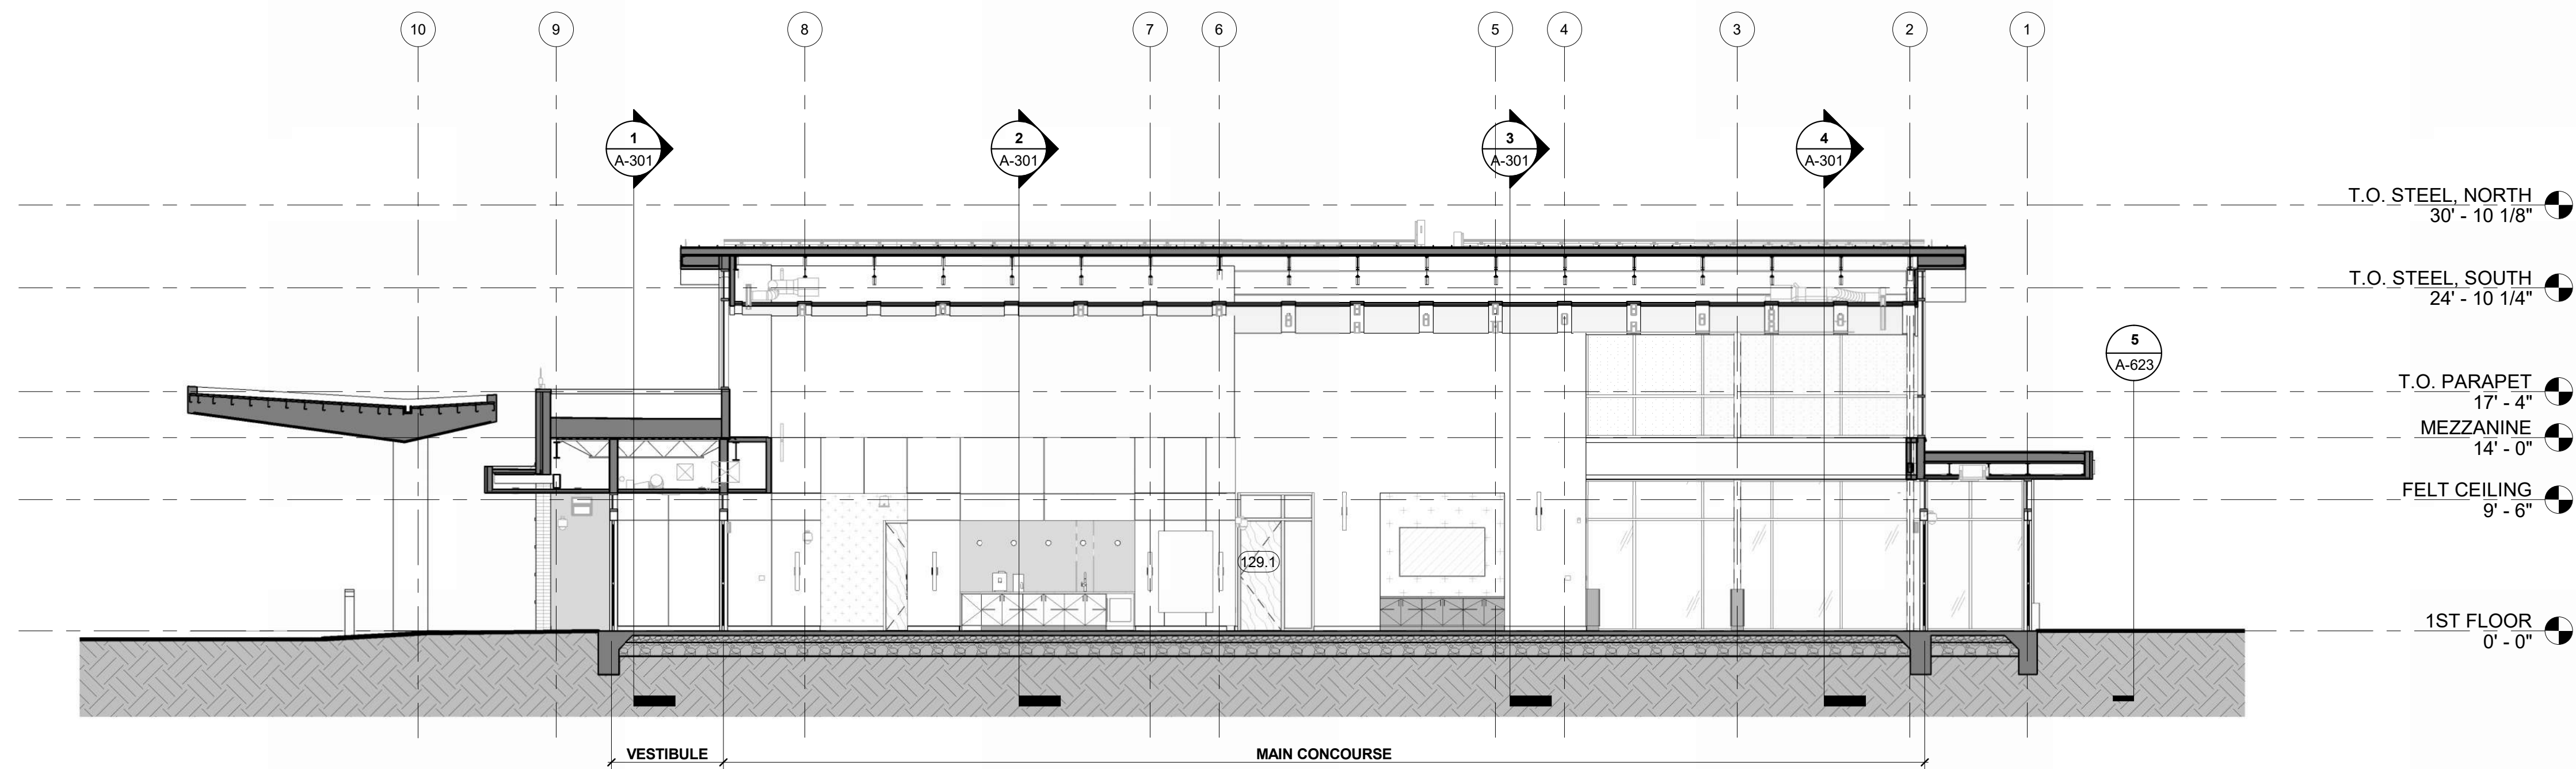 10
9
8
7
6
5
4
3
2
1
1
A-301
2
A-301
3
A-301
4
A-301
T.O. STEEL, NORTH
30' - 10 1/8"
T.O. STEEL, SOUTH
24' - 10 1/4"
5
A-623
T.O. PARAPET
17' - 4"
MEZZANINE
14' - 0"
FELT CEILING
9' - 6"
129.1
1ST FLOOR
0' - 0"
VESTIBULE
MAIN CONCOURSE